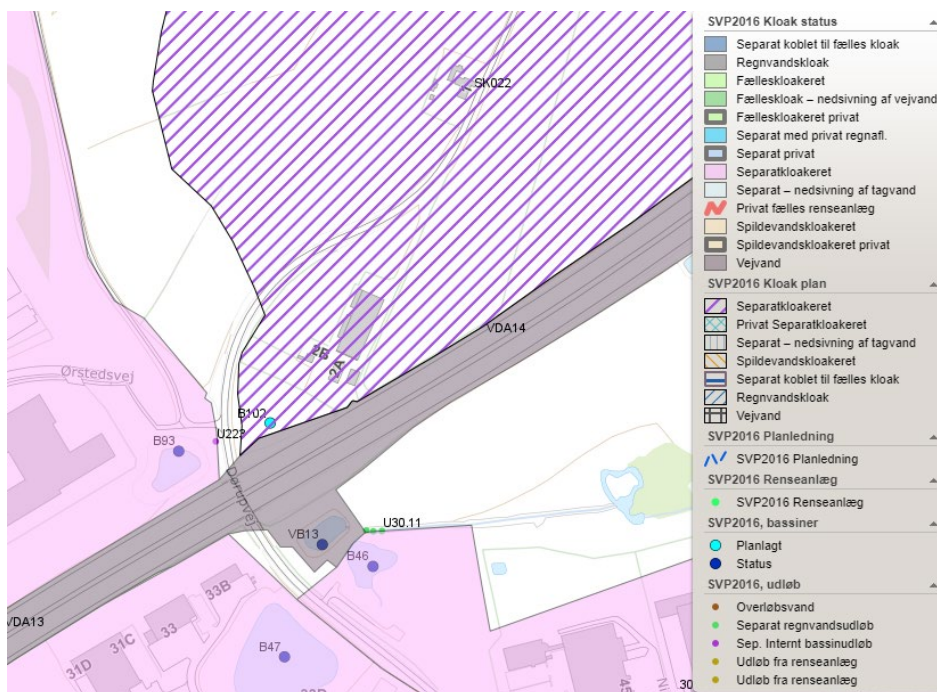 SK022
VDA14
2B
2A
Ørstedsvej
B102
U223
B93
Dørupvej
VB13
U30.11
B46
VDA13
33B
33
31C
31D
B47
SVP2016 Kloak status
Separat koblet til fælles kloak
Regnvandskloak
Fælleskloakeret
Fælleskloak – nedsivning af vejvand
Fælleskloakeret privat
Separat med privat regnafl.
Separat privat
Separatkloakeret
Separat – nedsivning af tagvand
Privat fælles renseanlæg
Spildevandskloakeret
Spildevandskloakeret privat
Vejvand
SVP2016 Kloak plan
Separatkloakeret
Privat Separatkloakeret
Separat – nedsivning af tagvand
Spildevandskloakeret
Separat koblet til fælles kloak
Regnvandskloak
Vejvand
SVP2016 Planledning
SVP2016 Planledning
SVP2016 Renseanlæg
SVP2016 Renseanlæg
SVP2016, bassiner
Planlagt
Status
SVP2016, udløb
Overløbsvand
Separat regnvandsudløb
Sep. Internt bassinudløb
Udløb fra renseanlæg
Udløb fra renseanlæg